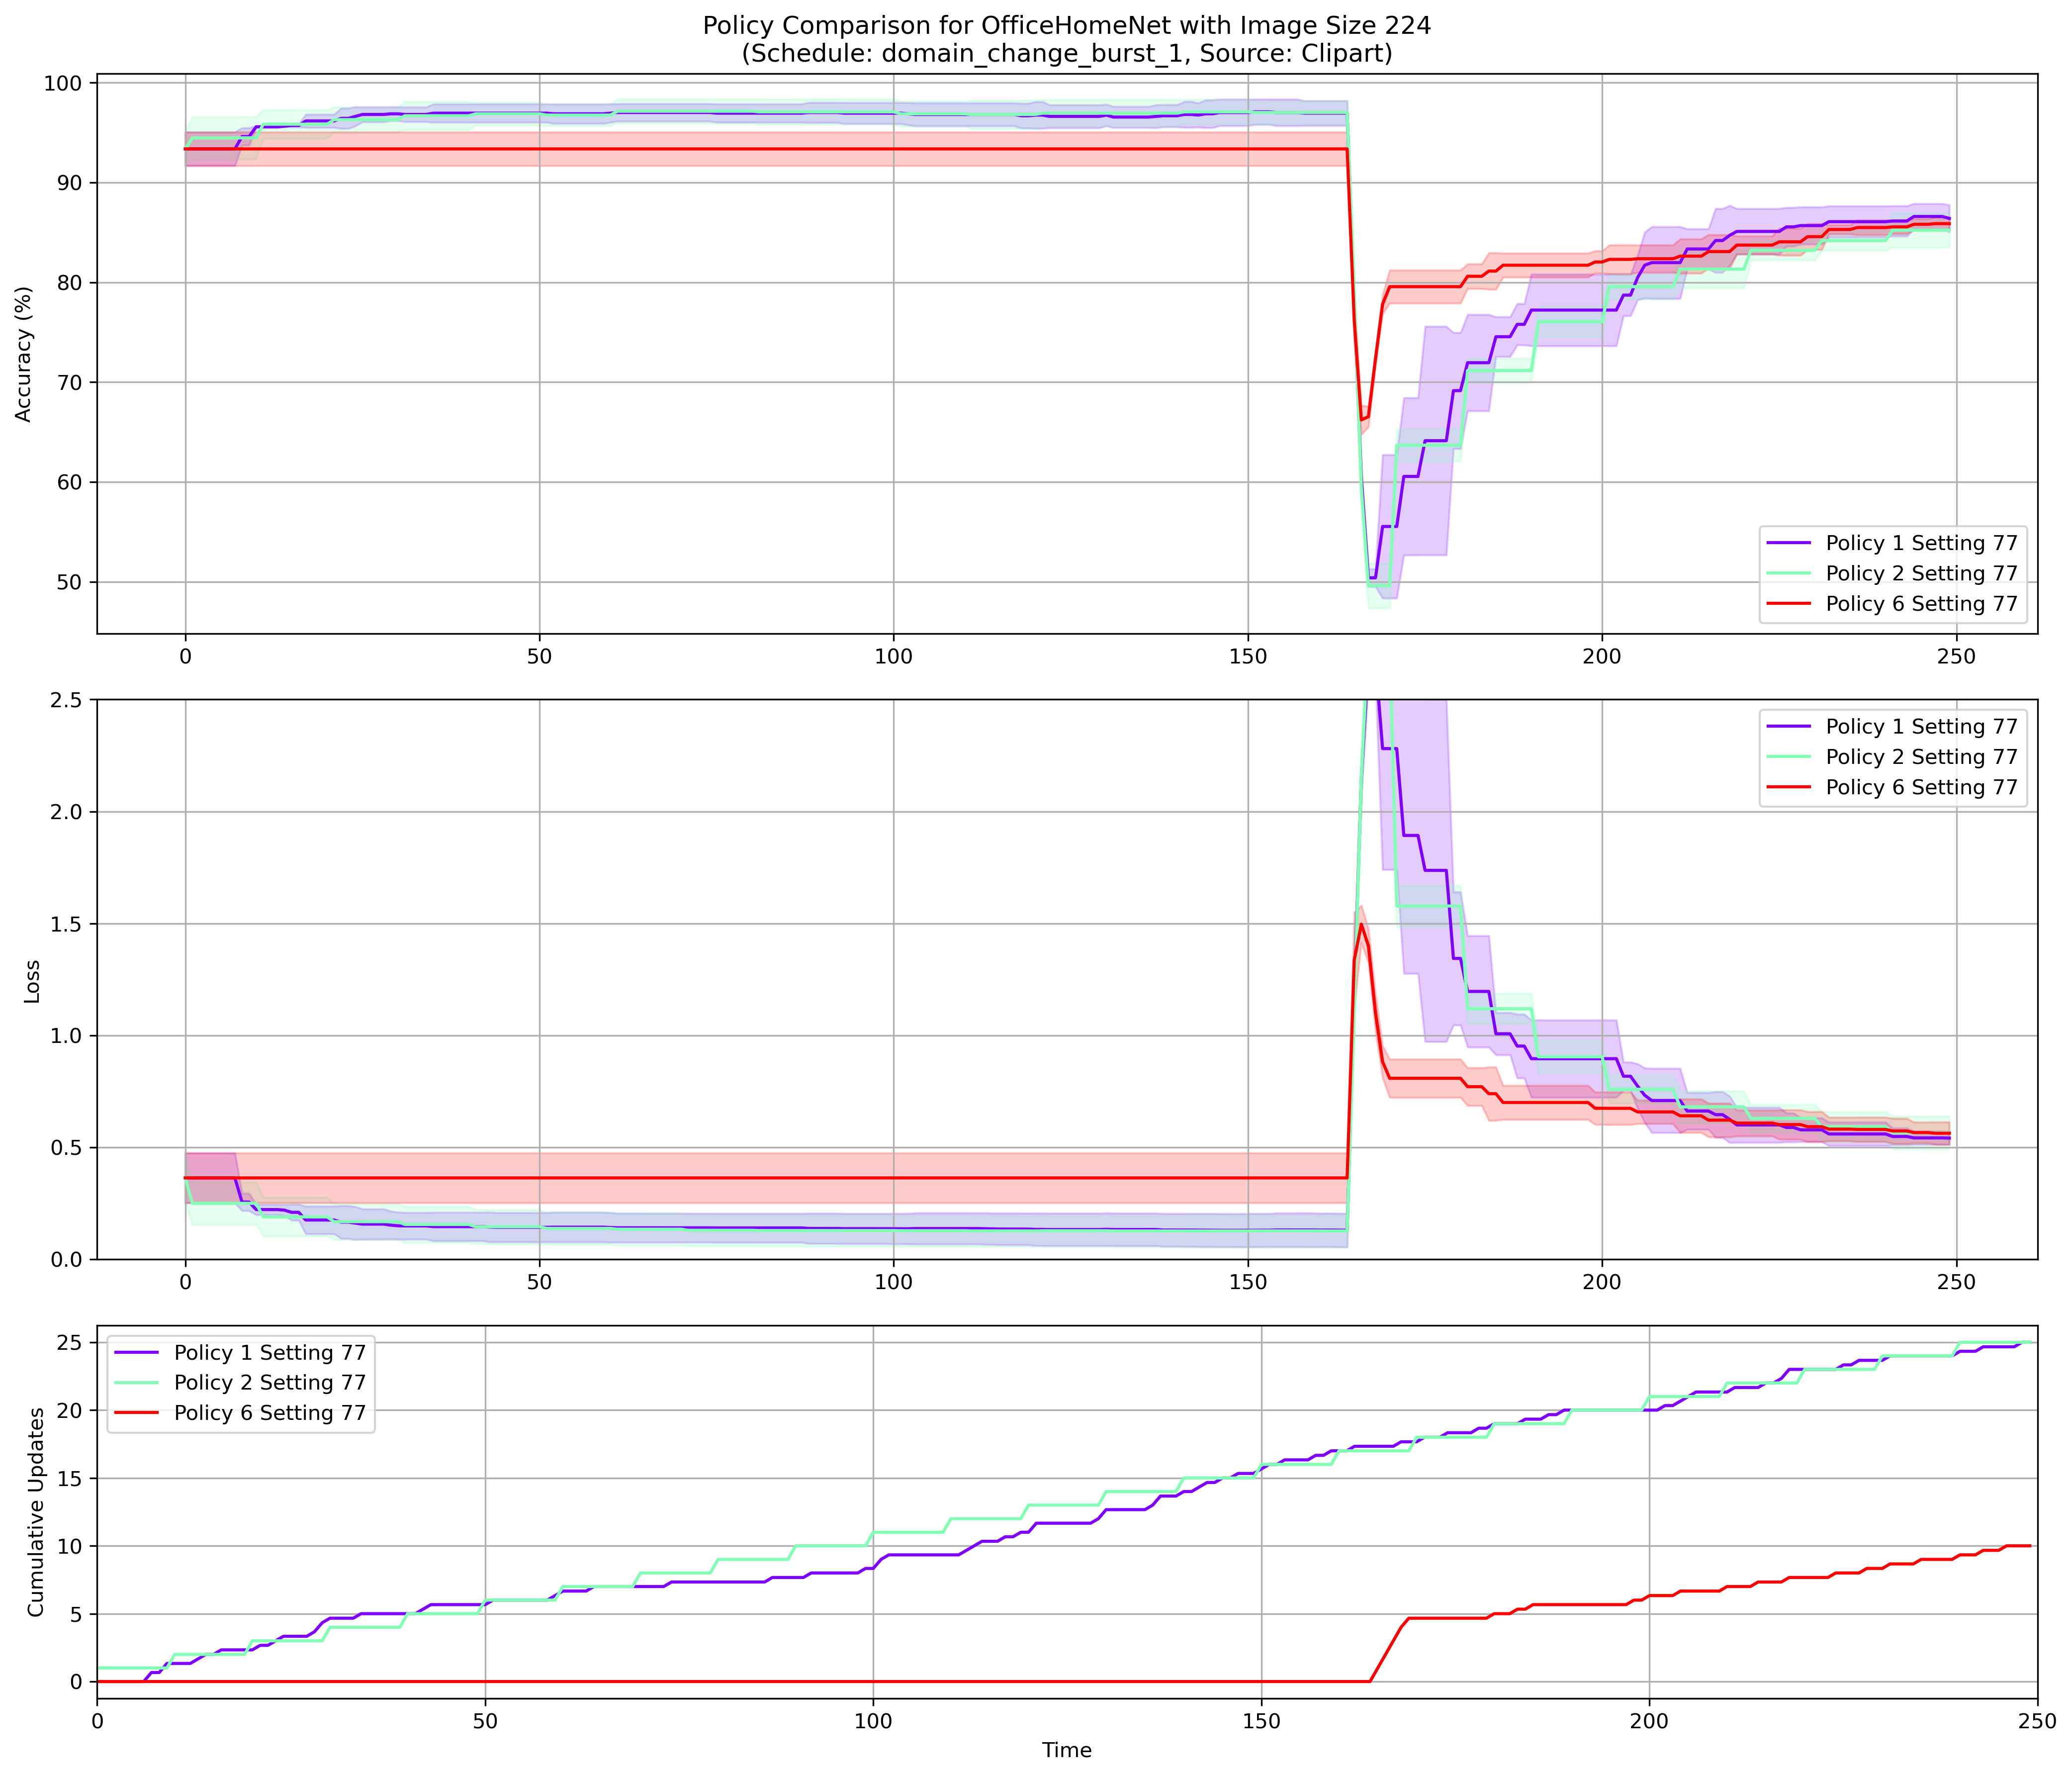 Policy Comparison for OfficeHomeNet with Image Size 224
(Schedule: domain_change_burst_1, Source: Clipart)
100
90
80
70
60
50
Accuracy (%)
Policy 1 Setting 77
Policy 2 Setting 77
Policy 6 Setting 77
0 50 100 150 200 250
2.5
2.0
1.5
1.0
0.5
0.0
Loss
Policy 1 Setting 77
Policy 2 Setting 77
Policy 6 Setting 77
0 50 100 150 200 250
25
20
15
10
5
0
Cumulative Updates
Policy 1 Setting 77
Policy 2 Setting 77
Policy 6 Setting 77
0 50 100 150 200 250
Time